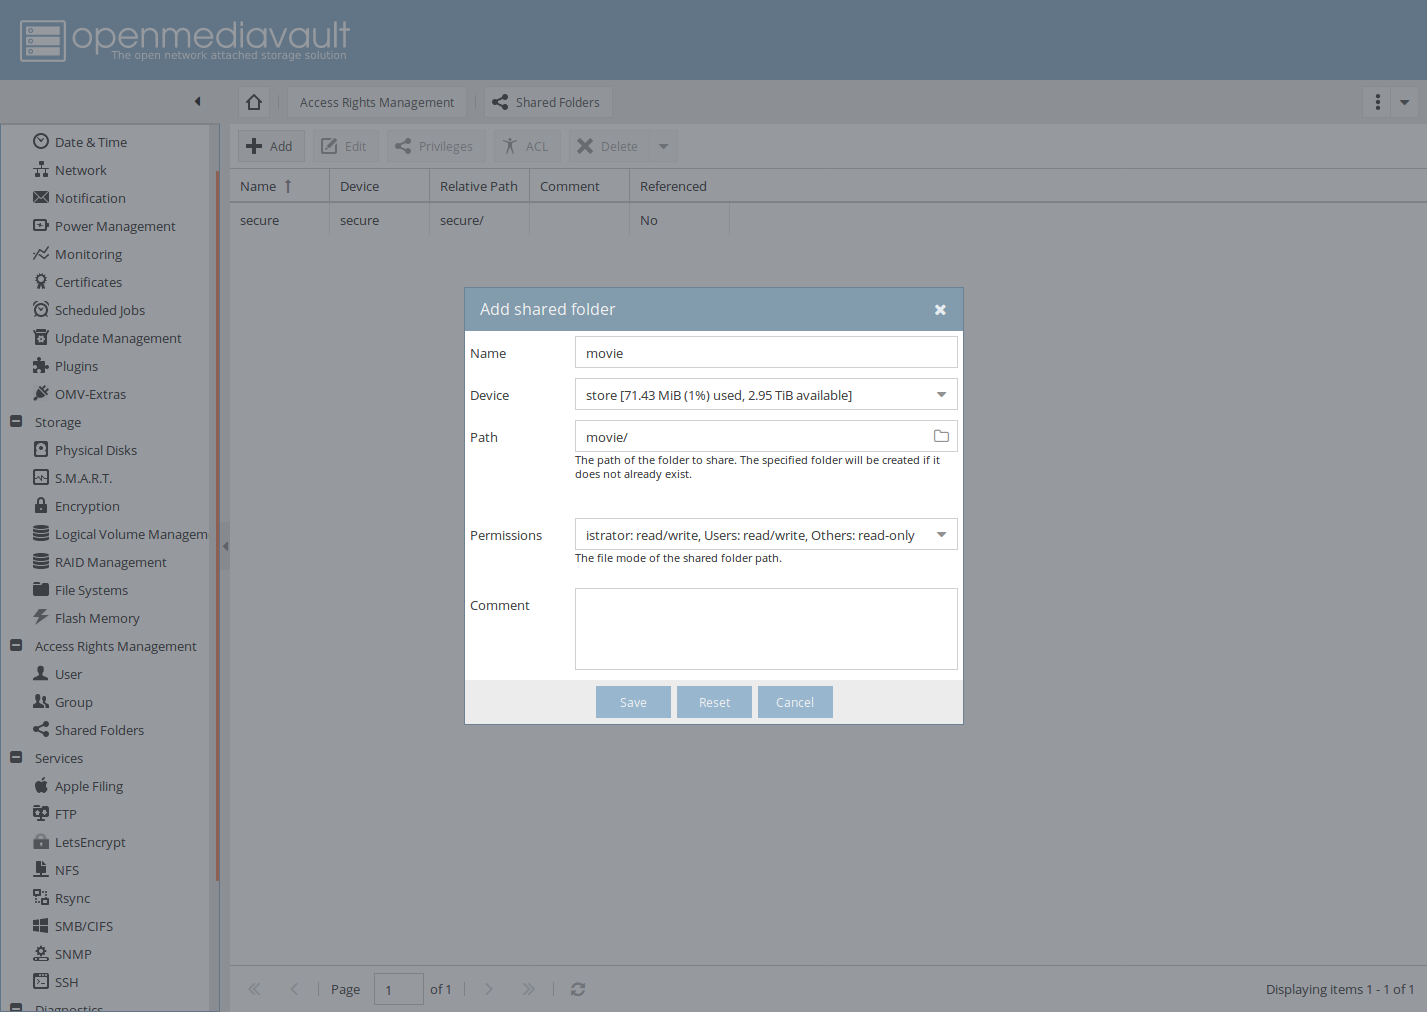 openmediavault
The open network attached storage solution
Access Rights Management
Shared Folders
Date & Time
Network
Notification
Power Management
Monitoring
Certificates
Scheduled Jobs
Update Management
Plugins
OMV-Extras
Storage
Physical Disks
S.M.A.R.T.
Encryption
Logical Volume Managem
RAID Management
File Systems
Flash Memory
Access Rights Management
User
Group
Shared Folders
Services
Apple Filing
FTP
LetsEncrypt
NFS
Rsync
SMB/CIFS
SNMP
SSH
Diagnostics
Add Edit Privileges ACL Delete
Name Device Relative Path Comment Referenced
secure secure secure/ No
Add shared folder
Name movie
Device store [71.43 MiB (1%) used, 2.95 TiB available]
Path movie/
The path of the folder to share. The specified folder will be created if it
does not already exist.
Permissions istrator: read/write, Users: read/write, Others: read-only
The file mode of the shared folder path.
Comment
Save Reset Cancel
Page 1 of 1
Displaying items 1 - 1 of 1